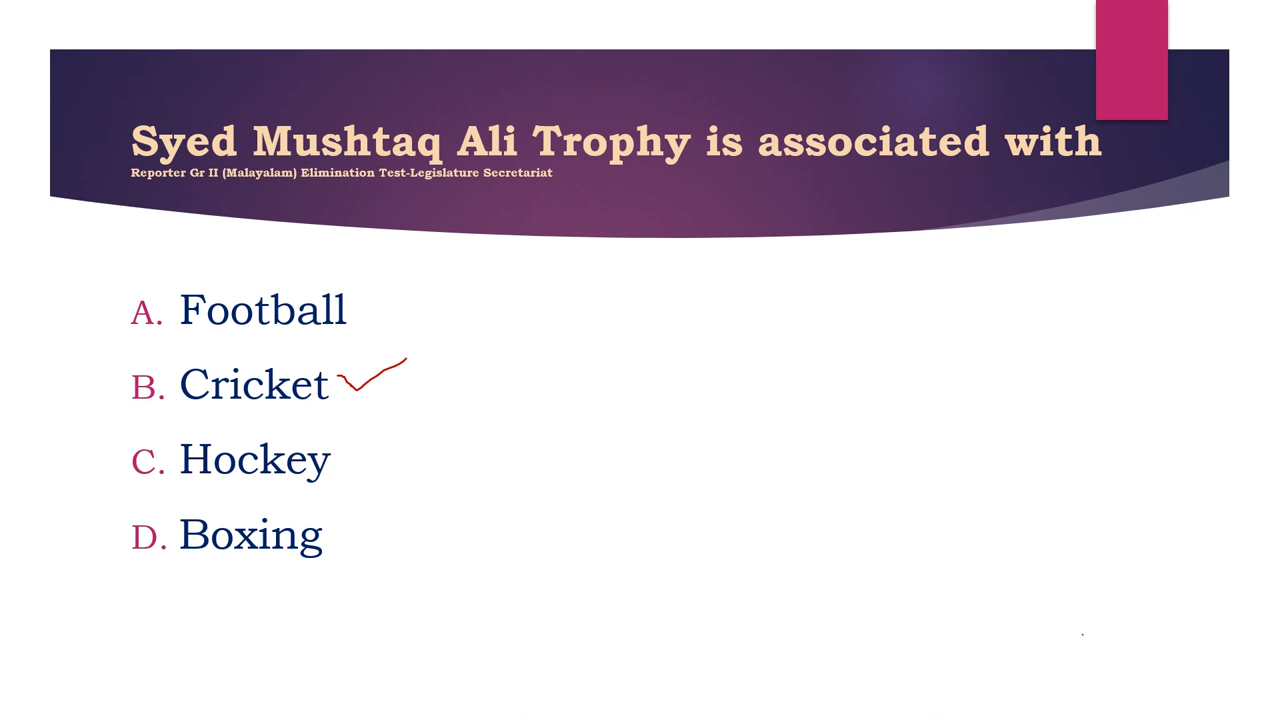 Syed Mushtaq Ali Trophy is associated with
Reporter Gr II (Malayalam) Elimination Test-Legislature Secretariat
A. Football
B. Cricket
C. Hockey
D. Boxing